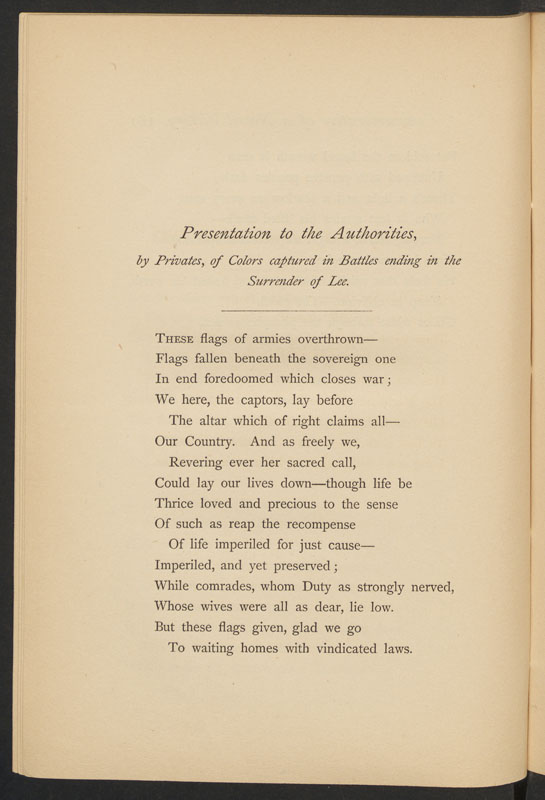 Presentation to the Authorities,
by Privates, of Colors captured in Battles ending in the
Surrender of Lee.
THESE flags of armies overthrown—
Flags fallen beneath the sovereign one
In end foredoomed which closes war;
We here, the captors, lay before
The altar which of right claims all—
Our Country. And as freely we,
Revering ever her sacred call,
Could lay our lives down—though life be
Thrice loved and precious to the sense
Of such as reap the recompense
Of life imperiled for just cause—
Imperiled, and yet preserved;
While comrades, whom Duty as strongly nerved,
Whose wives were all as dear, lie low.
But these flags given, glad we go
To waiting homes with vindicated laws.